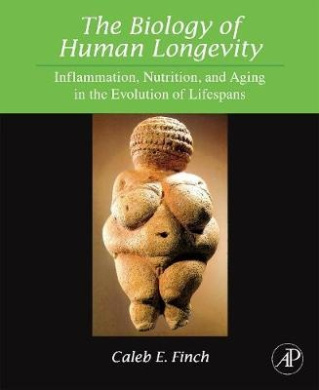 The Biology of
Human Longevity
Inflammation, Nutrition, and Aging
in the Evolution of Lifespans
Caleb E. Finch
AP